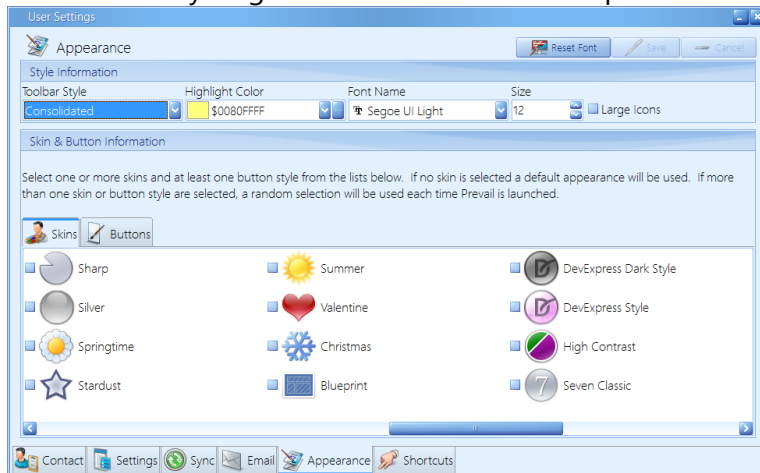 User Settings
Appearance
Reset Font
Save
Cancel
Style Information
Toolbar Style
Highlight Color
Font Name
Size
Consolidated
$0080FFFF
Segoe UI Light
12
Large Icons
Skin & Button Information
Select one or more skins and at least one button style from the lists below. If no skin is selected a default appearance will be used. If more
than one skin or button style are selected, a random selection will be used each time Prevail is launched.
Skins
Buttons
Sharp
Summer
DevExpress Dark Style
Silver
Valentine
DevExpress Style
Springtime
Christmas
High Contrast
Stardust
Blueprint
7
Seven Classic
Contact
Settings
Sync
Email
Appearance
Shortcuts